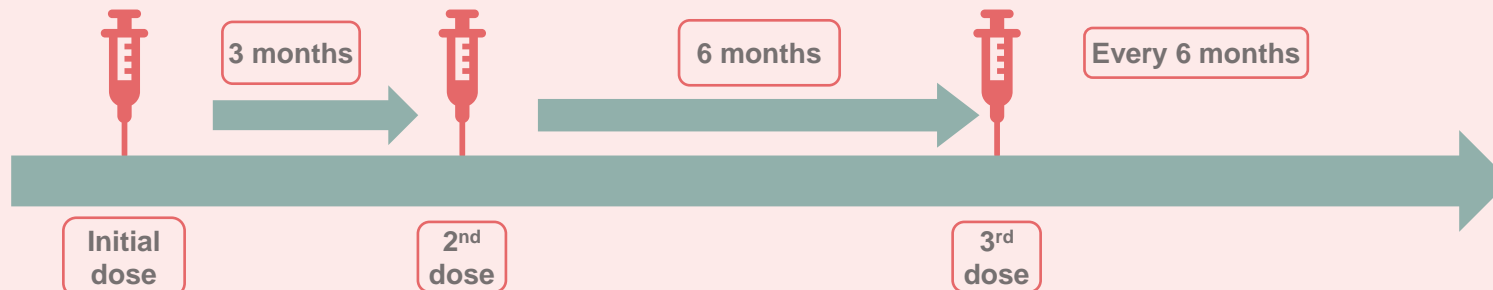 3 months
6 months
Every 6 months
Initial
dose
2nd
dose
3rd
dose